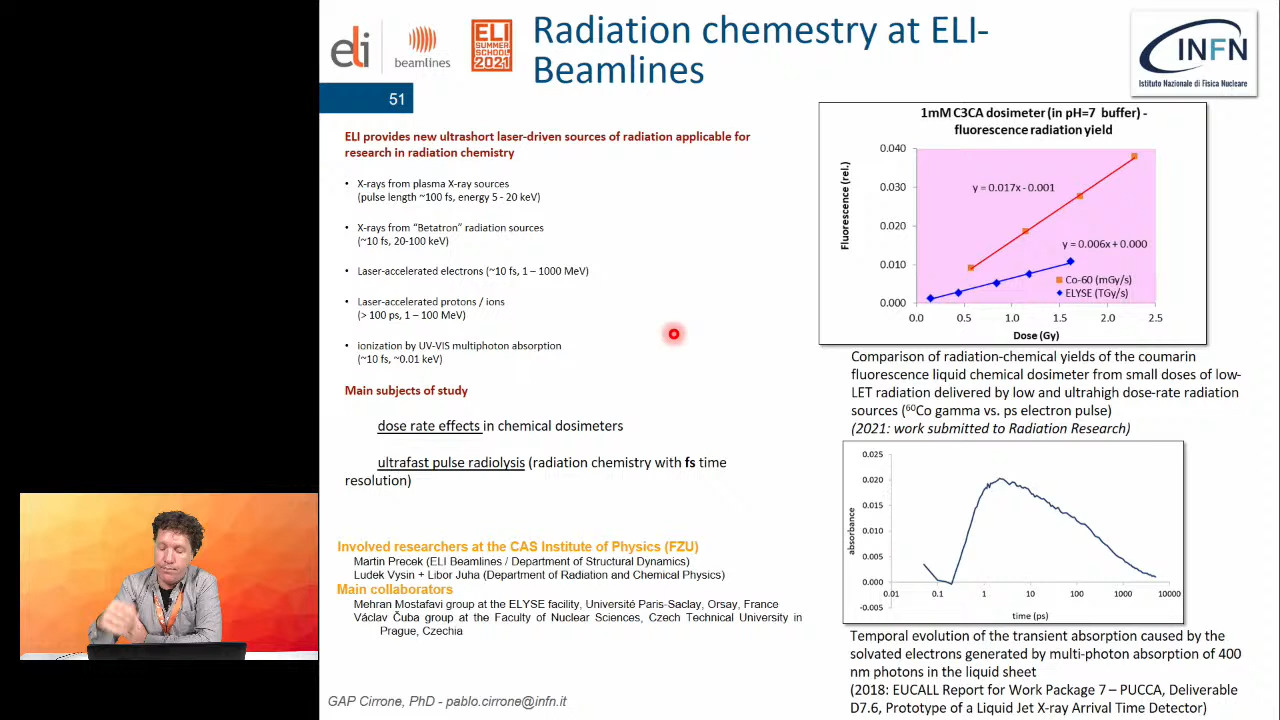 eli
beamlines
ELI
SUMMER
SCHOOL
2021
Radiation chemestry at ELI-
Beamlines
INFN
Istituto Nazionale di Fisica Nucleare
51
ELI provides new ultrashort laser-driven sources of radiation applicable for
research in radiation chemistry
• X-rays from plasma X-ray sources
(pulse length ~100 fs, energy 5 - 20 keV)
• X-rays from “Betatron” radiation sources
(~10 fs, 20-100 keV)
• Laser-accelerated electrons (~10 fs, 1 – 1000 MeV)
• Laser-accelerated protons / ions
(> 100 ps, 1 – 100 MeV)
• ionization by UV-VIS multiphoton absorption
(~10 fs, ~0.01 keV)
Main subjects of study
dose rate effects in chemical dosimeters
ultrafast pulse radiolysis (radiation chemistry with fs time
resolution)
Involved researchers at the CAS Institute of Physics (FZU)
Martin Precek (ELI Beamlines / Department of Structural Dynamics)
Ludek Vysin + Libor Juha (Department of Radiation and Chemical Physics)
Main collaborators
Mehran Mostafavi group at the ELYSE facility, Université Paris-Saclay, Orsay, France
Václav Čuba group at the Faculty of Nuclear Sciences, Czech Technical University in
Prague, Czechia
GAP Cirrone, PhD - pablo.cirrone@infn.it
1mM C3CA dosimeter (in pH=7 buffer) -
fluorescence radiation yield
Fluorescence (rel.)
0.040
0.030
0.020
0.010
0.000
y = 0.017x - 0.001
y = 0.006x + 0.000
Co-60 (mGy/s)
ELYSE (TGy/s)
0.0 0.5 1.0 1.5 2.0 2.5
Dose (Gy)
Comparison of radiation-chemical yields of the coumarin
fluorescence liquid chemical dosimeter from small doses of low-
LET radiation delivered by low and ultrahigh dose-rate radiation
sources (⁶⁰Co gamma vs. ps electron pulse)
(2021: work submitted to Radiation Research)
absorbance
0.025
0.020
0.015
0.010
0.005
0.000
-0.005
0.01 0.1 1 10 100 1000 10000
time (ps)
Temporal evolution of the transient absorption caused by the
solvated electrons generated by multi-photon absorption of 400
nm photons in the liquid sheet
(2018: EUCALL Report for Work Package 7 – PUCCA, Deliverable
D7.6, Prototype of a Liquid Jet X-ray Arrival Time Detector)